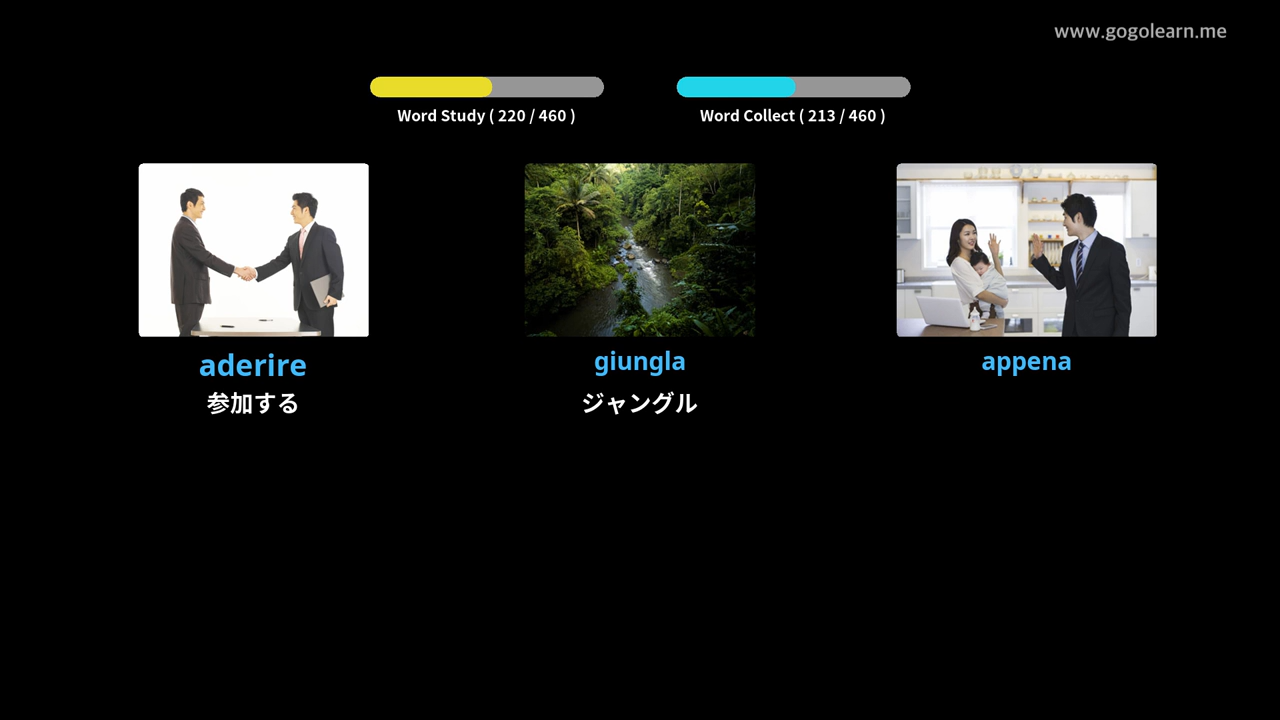 www.gogolearn.me
Word Study ( 220 / 460 )
Word Collect ( 213 / 460 )
aderire
参加する
giungla
ジャングル
appena